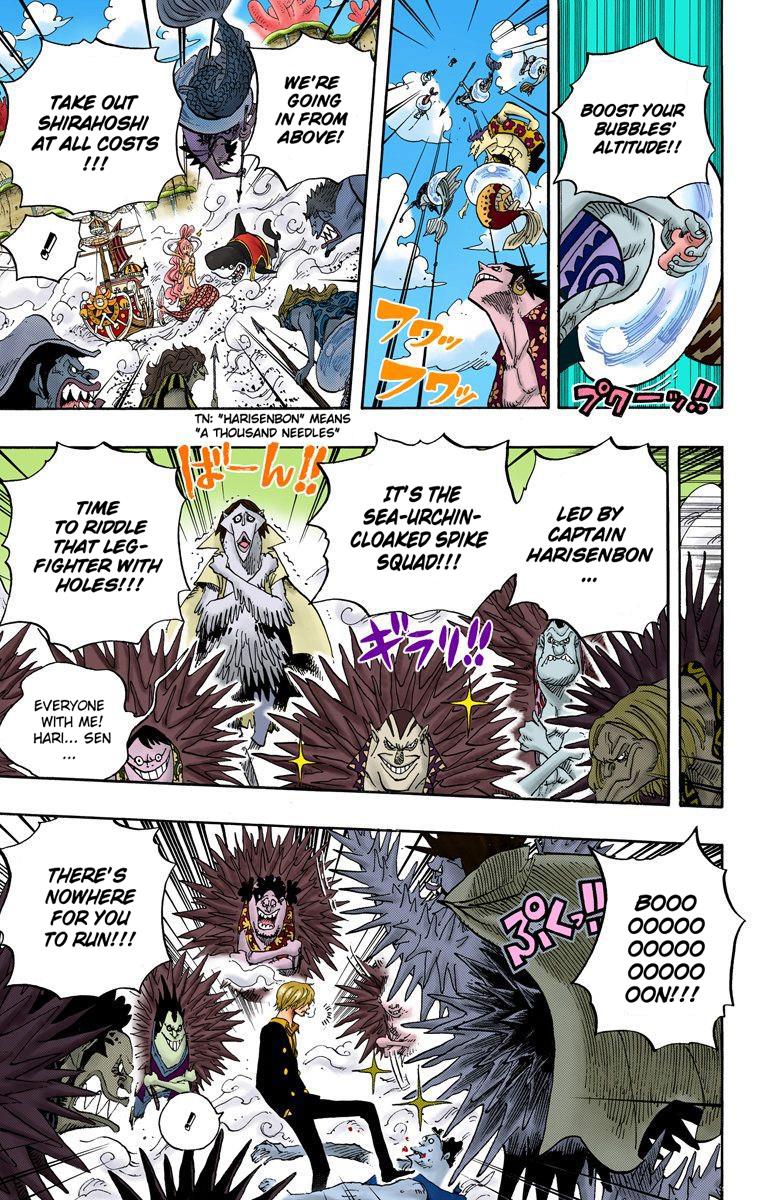 BOOST YOUR
BUBBLES'
ALTITUDE!!
プクーッ!!
フワッ
フワッ
WE'RE
GOING
IN FROM
ABOVE!
TAKE OUT
SHIRAHOSHI
AT ALL COSTS
!!!
!
TN: "HARISENBON" MEANS
"A THOUSAND NEEDLES"
LED BY
CAPTAIN
HARISENBON
...
IT'S THE
SEA-URCHIN-
CLOAKED SPIKE
SQUAD!!!
ギラリ!!
ばーん!!
TIME
TO RIDDLE
THAT LEG-
FIGHTER WITH
HOLES!!!
EVERYONE
WITH ME!
HARI... SEN
...
BOOO
OOOOO
OOOOO
OOOOO
OON!!!
ぷくっ!!
THERE'S
NOWHERE
FOR YOU
TO RUN!!!
!